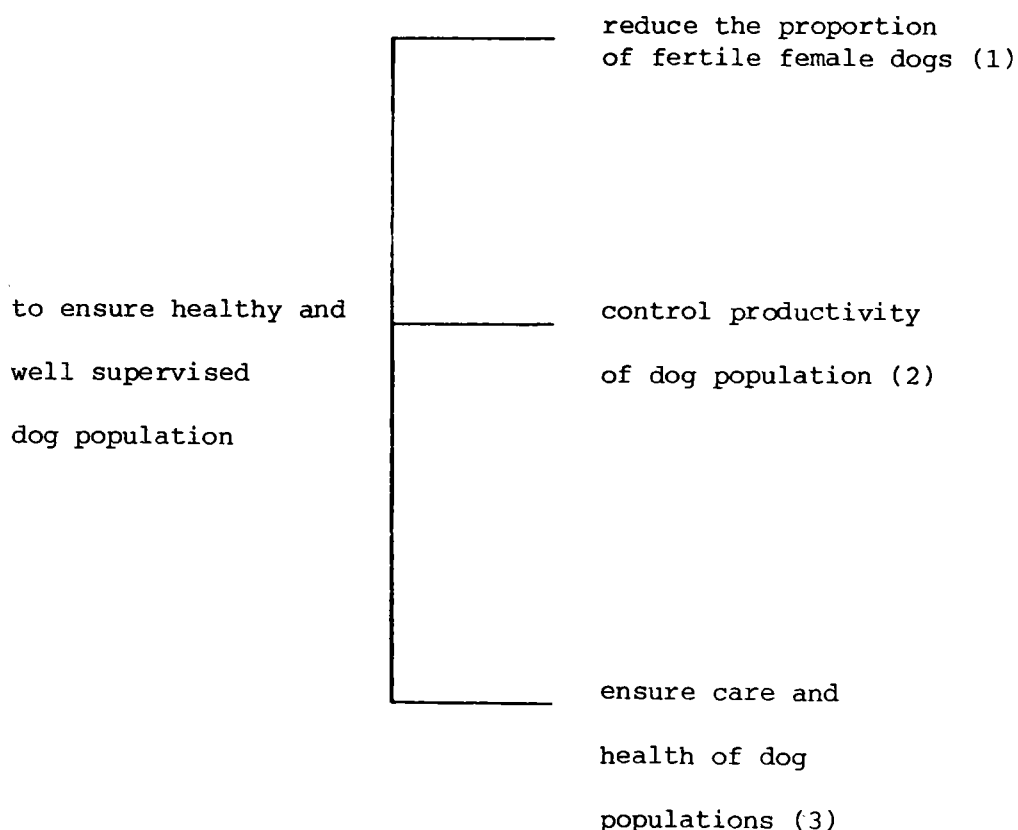 reduce the proportion
of fertile female dogs (1)
to ensure healthy and
well supervised
dog population
control productivity
of dog population (2)
ensure care and
health of dog
populations (3)